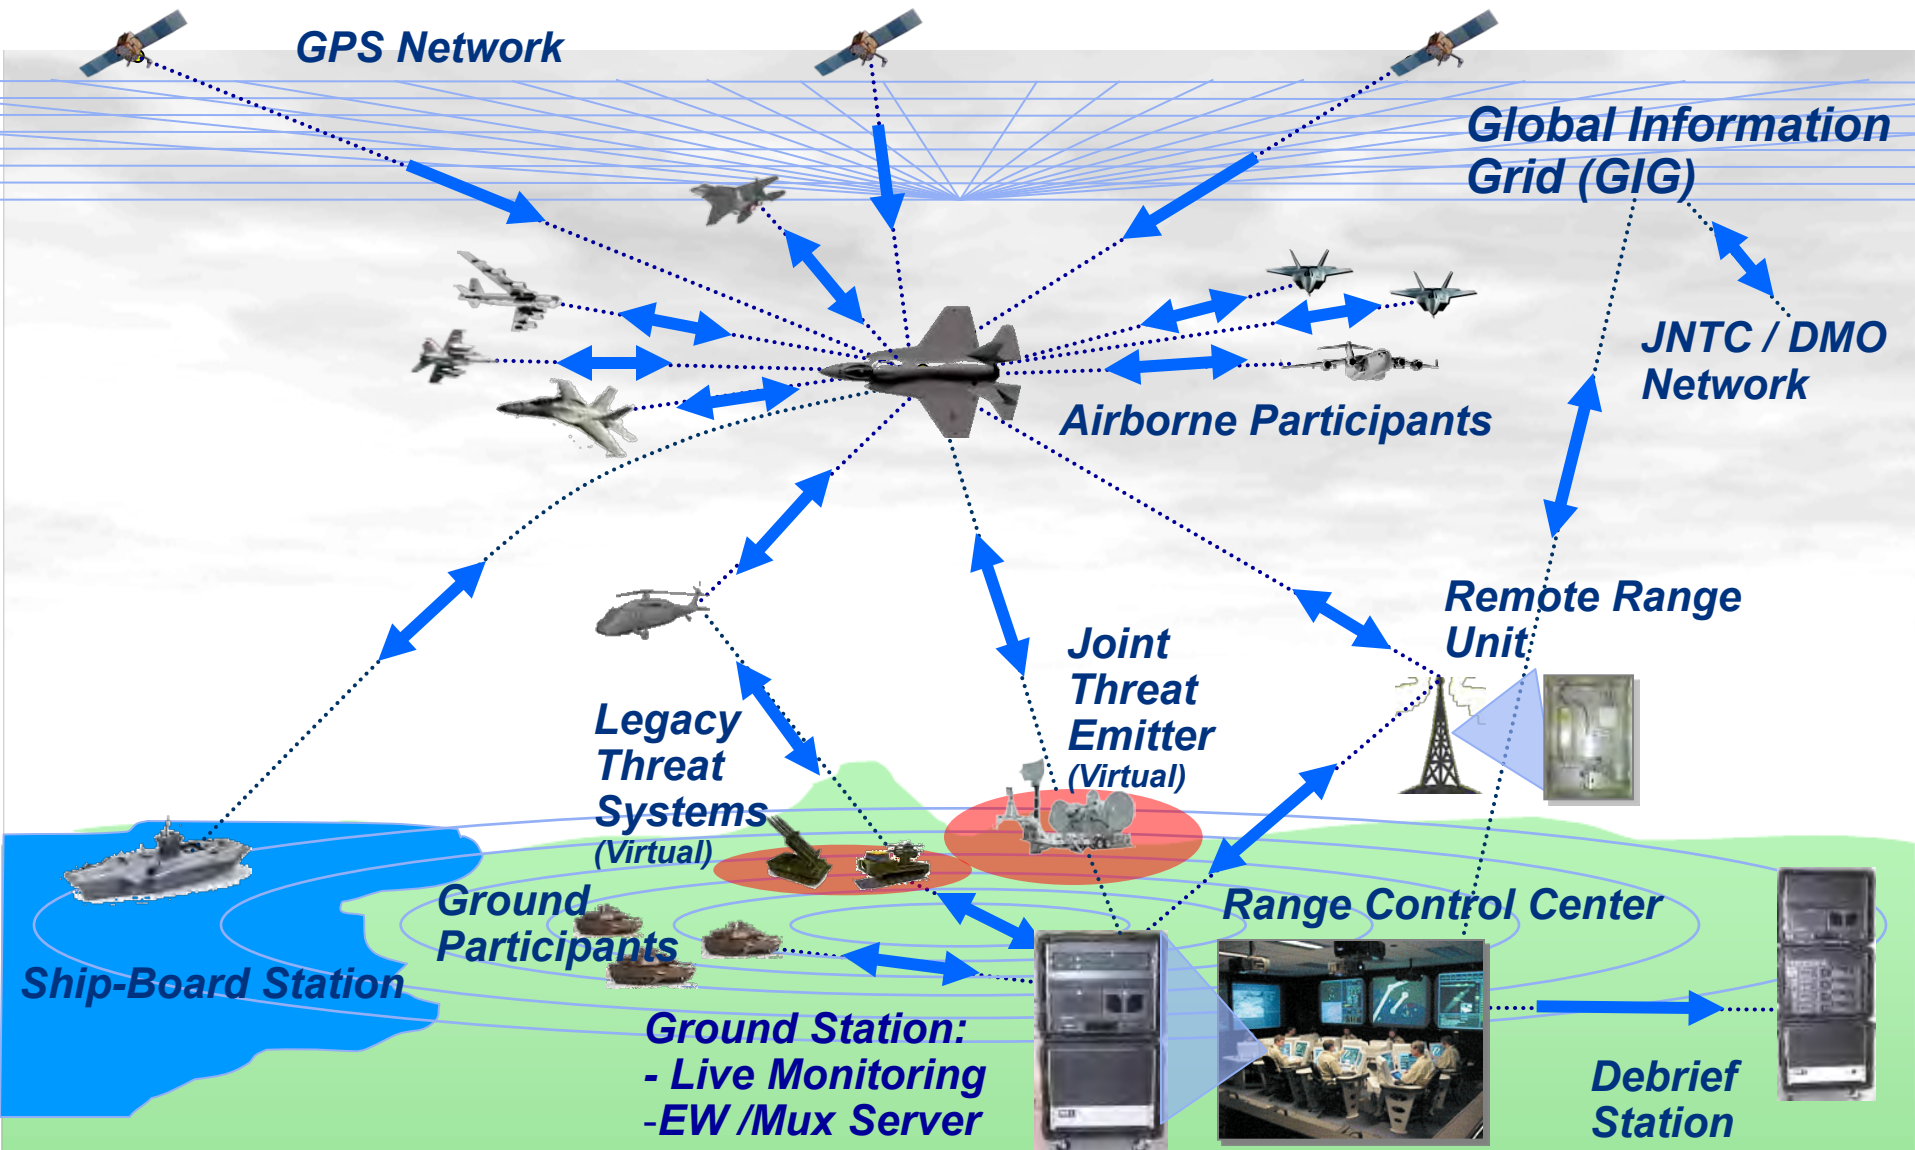 GPS Network
Global Information
Grid (GIG)
JNTC / DMO
Network
Airborne Participants
Remote Range
Unit
Joint
Threat
Emitter
(Virtual)
Legacy
Threat
Systems
(Virtual)
Ground
Participants
Range Control Center
Ship-Board Station
Ground Station:
- Live Monitoring
-EW /Mux Server
Debrief
Station